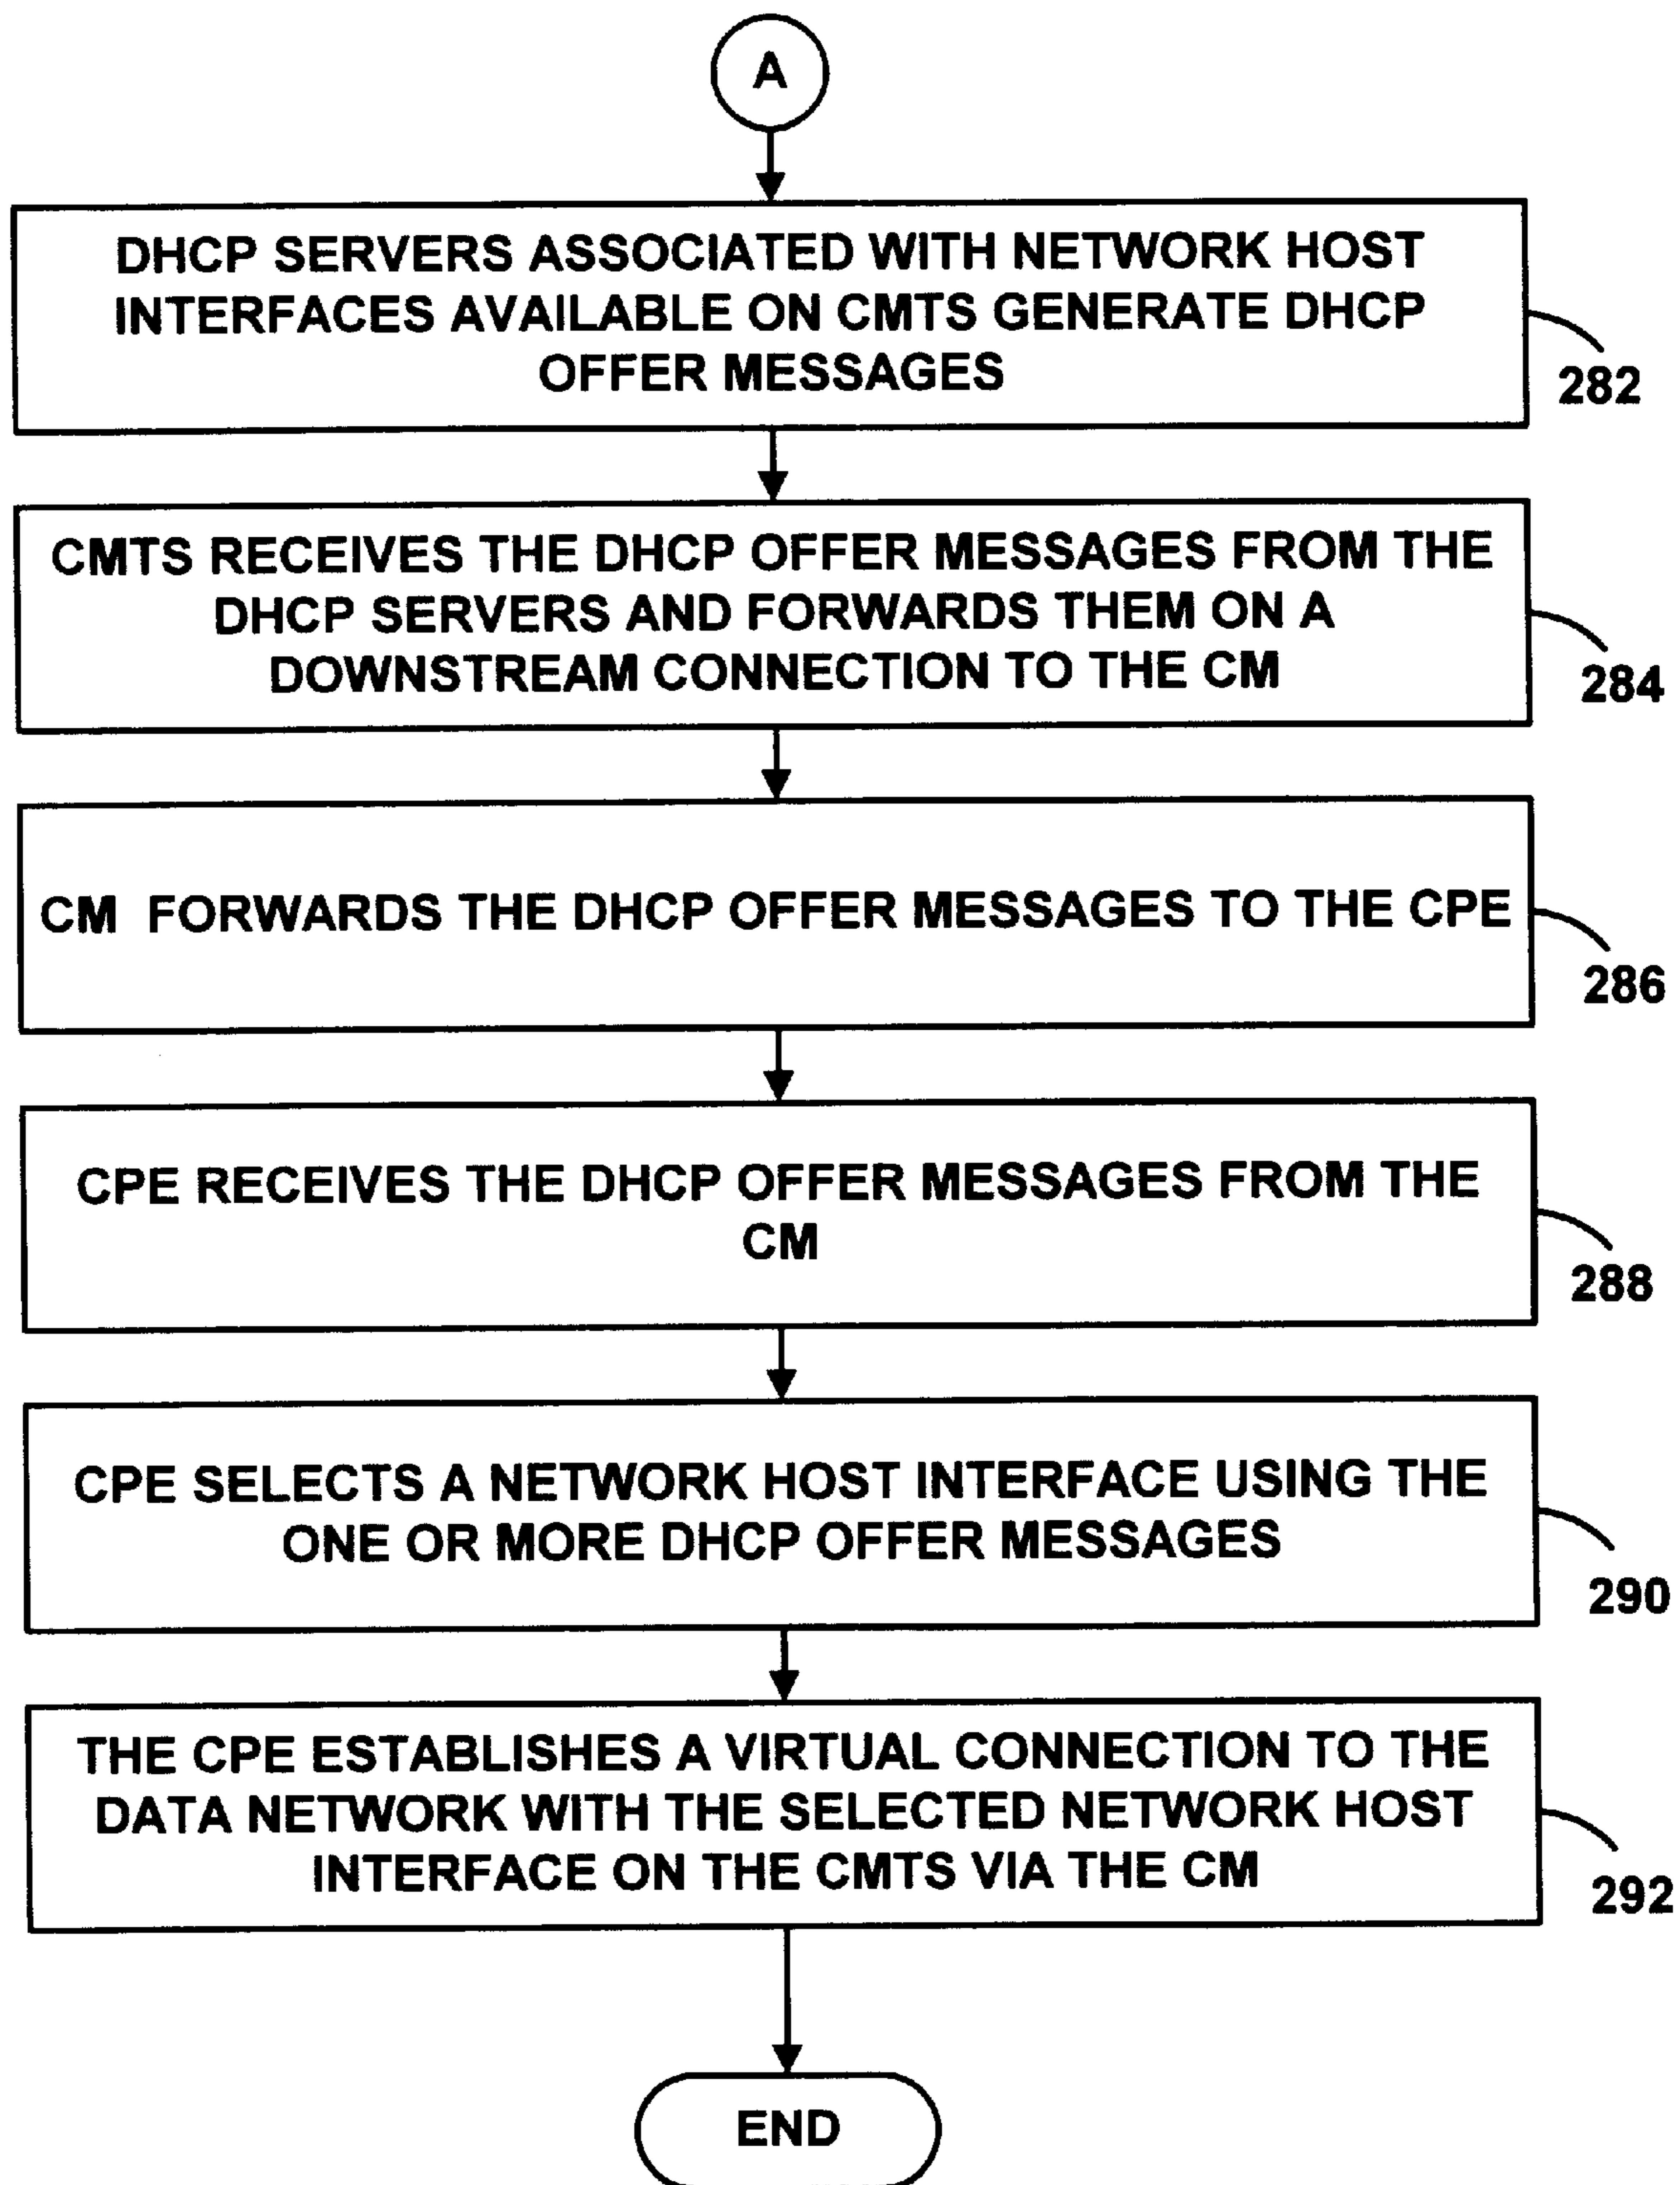 A
DHCP SERVERS ASSOCIATED WITH NETWORK HOST
INTERFACES AVAILABLE ON CMTS GENERATE DHCP
OFFER MESSAGES
282
CMTS RECEIVES THE DHCP OFFER MESSAGES FROM THE
DHCP SERVERS AND FORWARDS THEM ON A
DOWNSTREAM CONNECTION TO THE CM
284
CM FORWARDS THE DHCP OFFER MESSAGES TO THE CPE
286
CPE RECEIVES THE DHCP OFFER MESSAGES FROM THE
CM
288
CPE SELECTS A NETWORK HOST INTERFACE USING THE
ONE OR MORE DHCP OFFER MESSAGES
290
THE CPE ESTABLISHES A VIRTUAL CONNECTION TO THE
DATA NETWORK WITH THE SELECTED NETWORK HOST
INTERFACE ON THE CMTS VIA THE CM
292
END